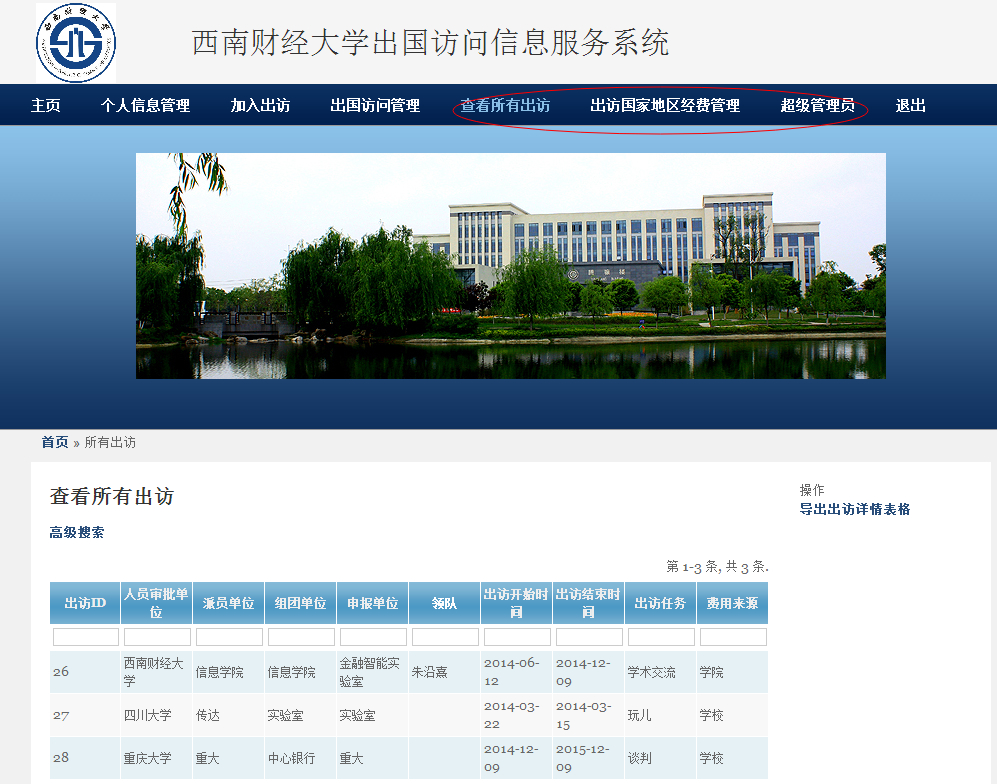 西南财经大学出国访问信息服务系统
主页 个人信息管理 加入出访 出国访问管理 查看所有出访 出访国家地区经费管理 超级管理员 退出
首页 » 所有出访
查看所有出访
高级搜索
操作
导出出访详情表格
第 1-3 条, 共 3 条.
出访ID 人员审批单位 派员单位 组团单位 申报单位 领队 出访开始时间 出访结束时间 出访任务 费用来源
26 西南财经大学 信息学院 信息学院 金融智能实验室 朱沿熹 2014-06-12 2014-12-09 学术交流 学院
27 四川大学 传达 实验室 实验室 2014-03-22 2014-03-15 玩儿 学校
28 重庆大学 重大 中心银行 重大 2014-12-09 2015-12-09 谈判 学校